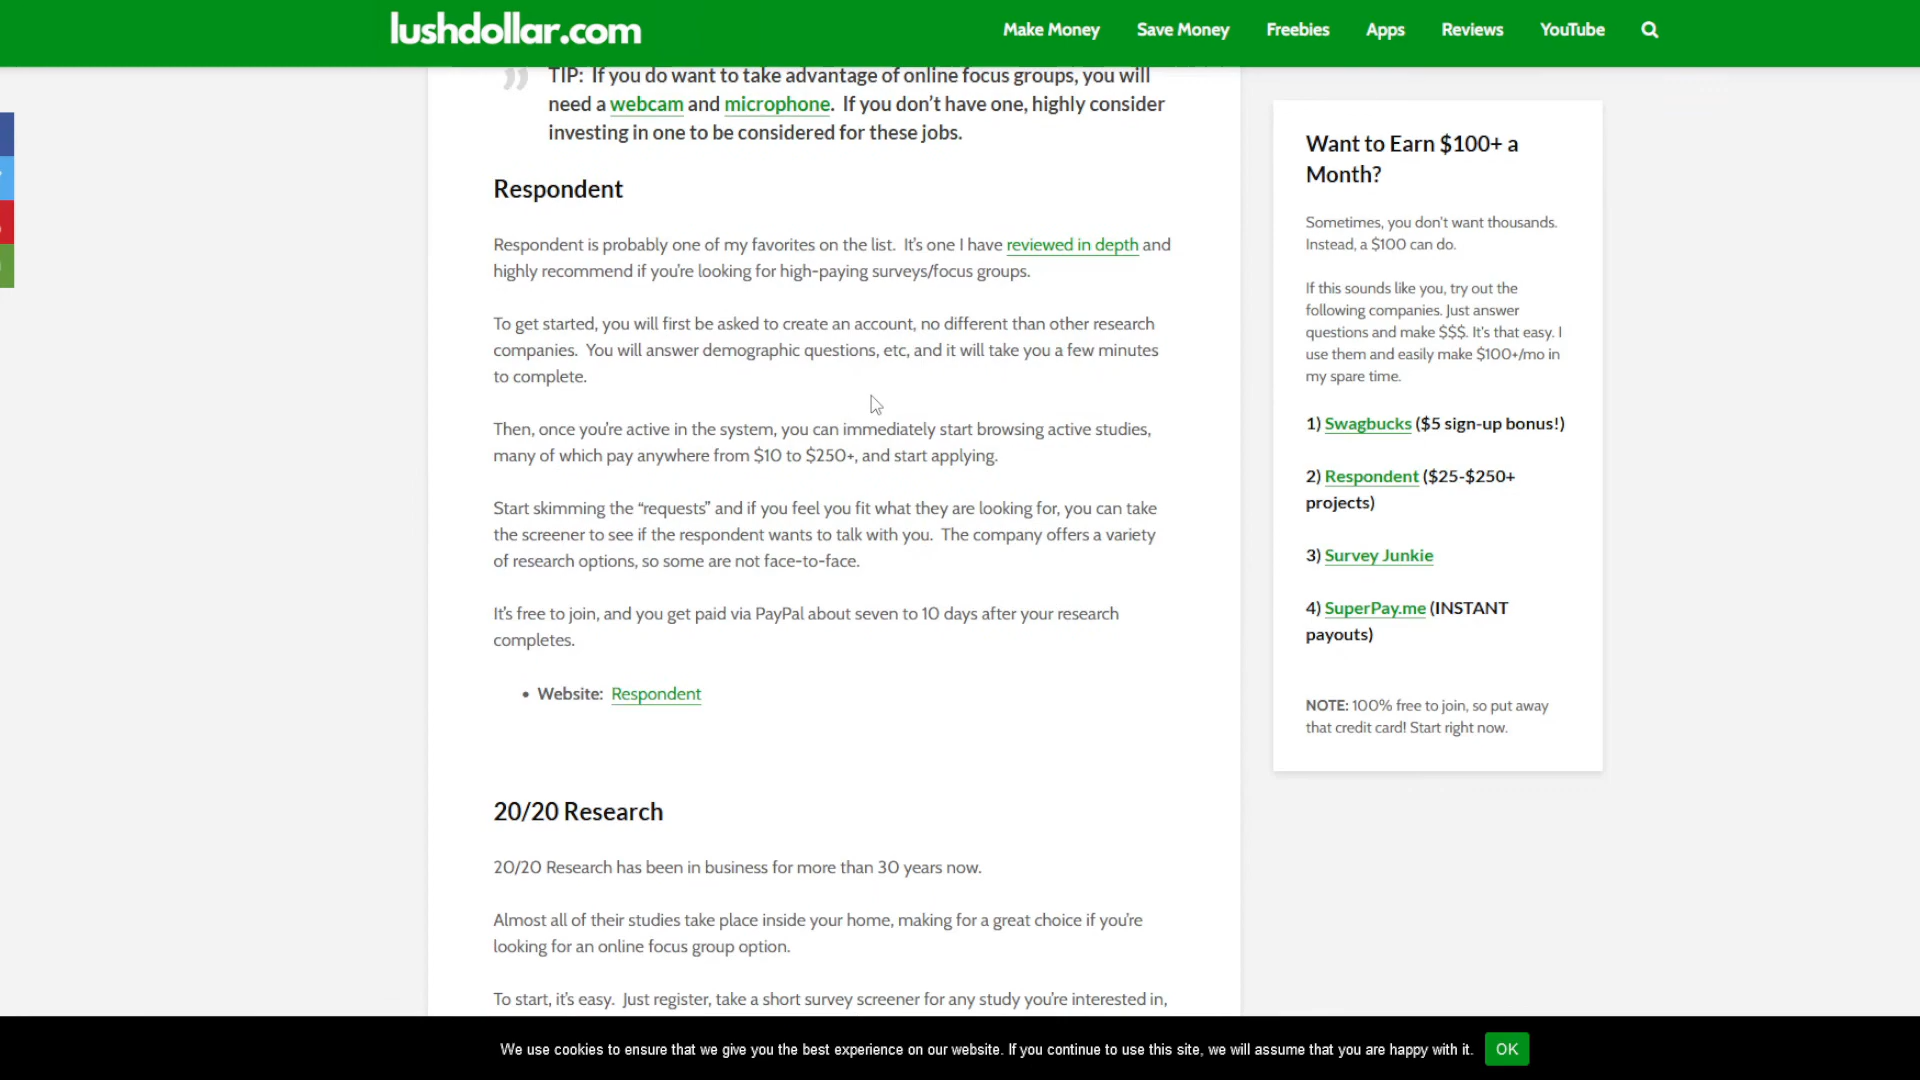 lushdollar.com
Make Money
Save Money
Freebies
Apps
Reviews
YouTube
TIP:  If you do want to take advantage of online focus groups, you will
need a webcam and microphone.  If you don’t have one, highly consider
investing in one to be considered for these jobs.
Respondent
Respondent is probably one of my favorites on the list.  It’s one I have reviewed in depth and
highly recommend if you’re looking for high-paying surveys/focus groups.
To get started, you will first be asked to create an account, no different than other research
companies.  You will answer demographic questions, etc, and it will take you a few minutes
to complete.
Then, once you’re active in the system, you can immediately start browsing active studies,
many of which pay anywhere from $10 to $250+, and start applying.
Start skimming the “requests” and if you feel you fit what they are looking for, you can take
the screener to see if the respondent wants to talk with you.  The company offers a variety
of research options, so some are not face-to-face.
It’s free to join, and you get paid via PayPal about seven to 10 days after your research
completes.
• Website:  Respondent
20/20 Research
20/20 Research has been in business for more than 30 years now.
Almost all of their studies take place inside your home, making for a great choice if you’re
looking for an online focus group option.
To start, it’s easy.  Just register, take a short survey screener for any study you’re interested in,
Want to Earn $100+ a
Month?
Sometimes, you don't want thousands.
Instead, a $100 can do.
If this sounds like you, try out the
following companies. Just answer
questions and make $$$. It's that easy. I
use them and easily make $100+/mo in
my spare time.
1) Swagbucks ($5 sign-up bonus!)
2) Respondent ($25-$250+
projects)
3) Survey Junkie
4) SuperPay.me (INSTANT
payouts)
NOTE: 100% free to join, so put away
that credit card! Start right now.
We use cookies to ensure that we give you the best experience on our website. If you continue to use this site, we will assume that you are happy with it.
OK